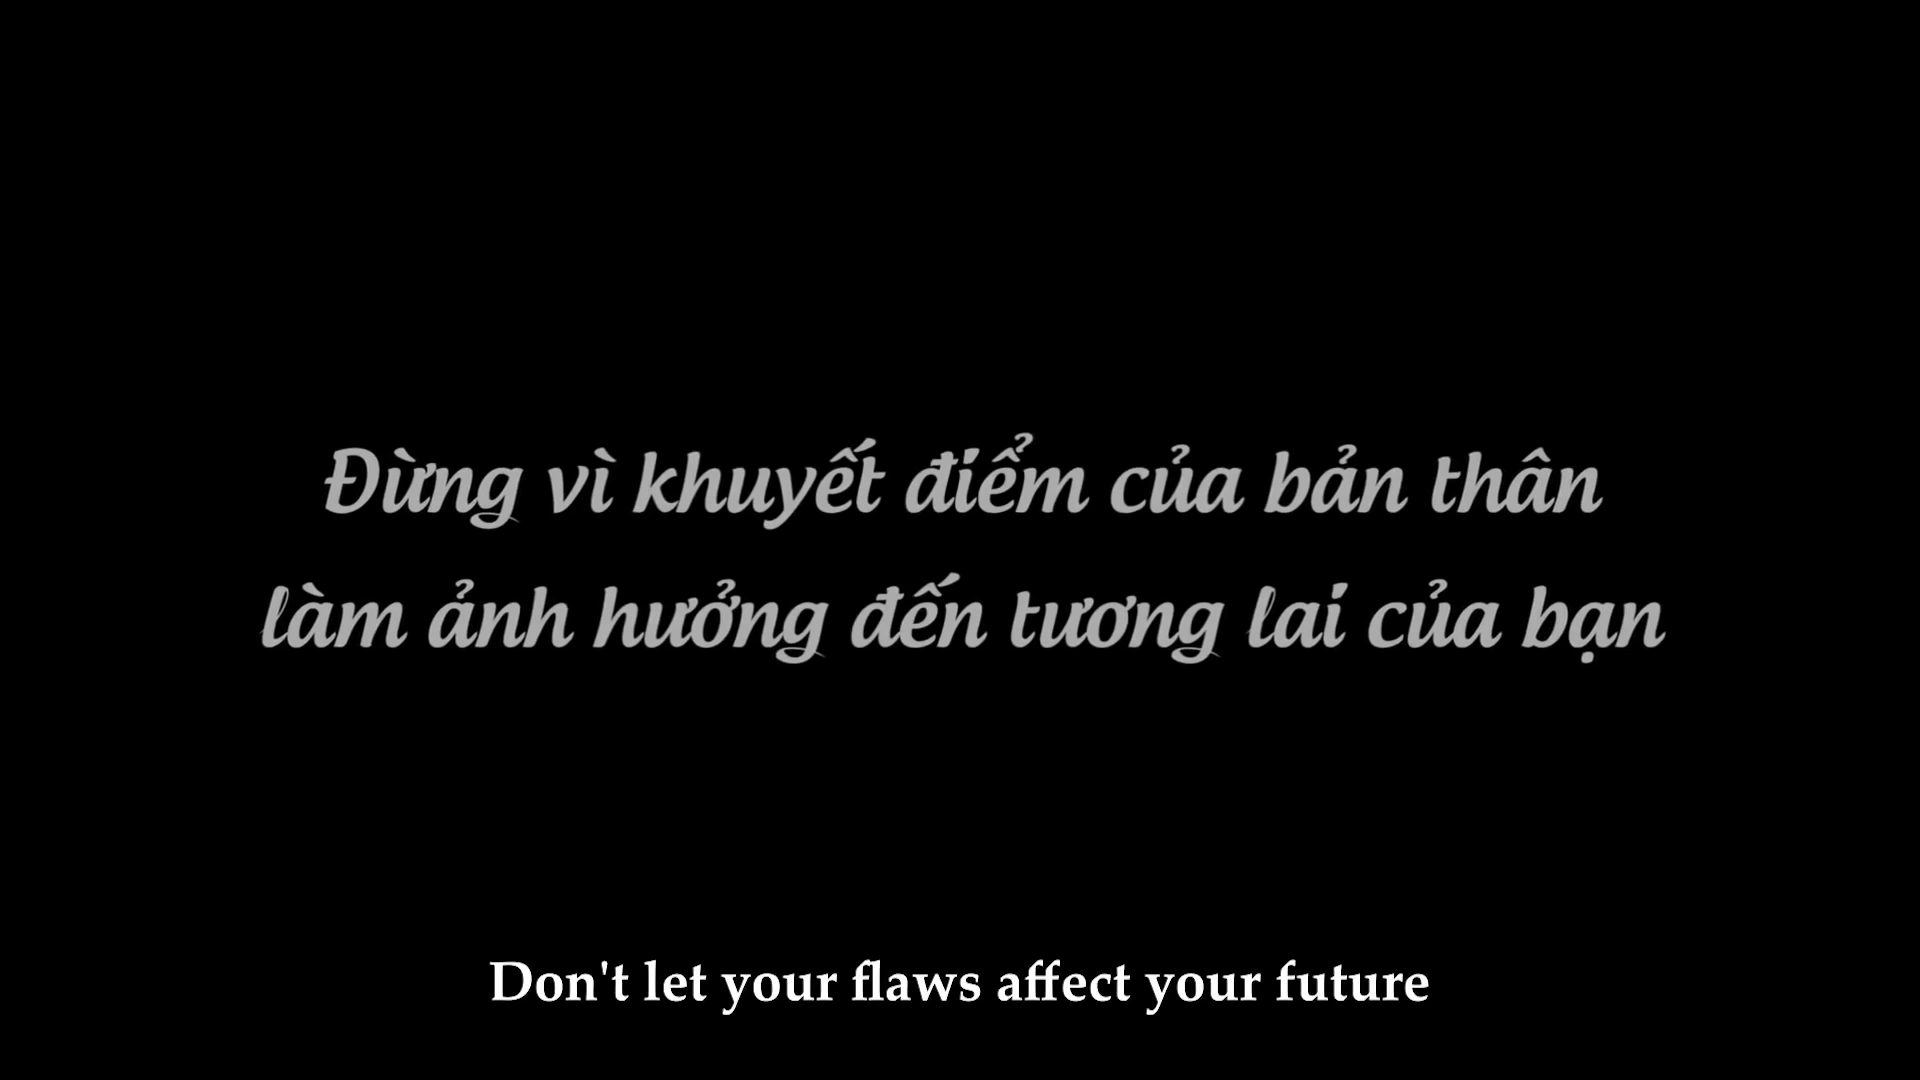 Đừng vì khuyết điểm của bản thân
làm ảnh hưởng đến tương lai của bạn
Don't let your flaws affect your future